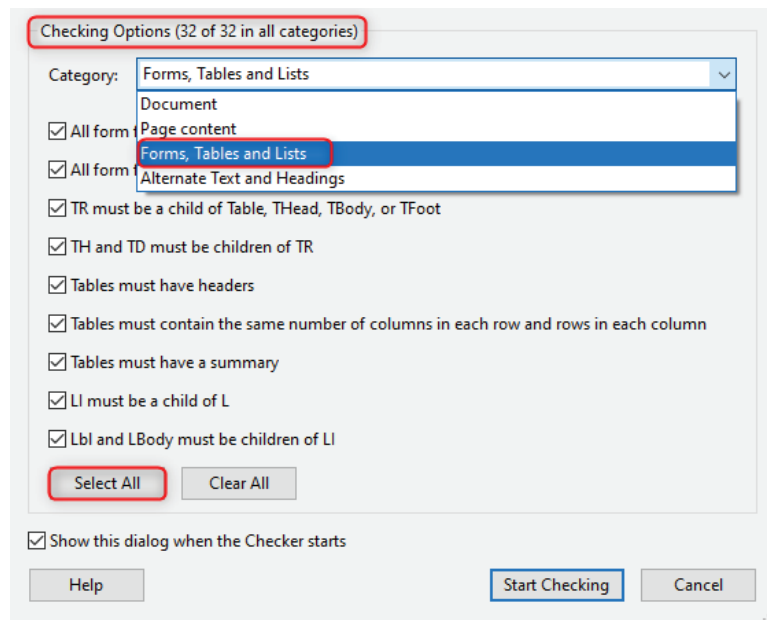 Checking Options (32 of 32 in all categories)
Category: Forms, Tables and Lists
Document
All form f Page content
Forms, Tables and Lists
All form f Alternate Text and Headings
TR must be a child of Table, THead, TBody, or TFoot
TH and TD must be children of TR
Tables must have headers
Tables must contain the same number of columns in each row and rows in each column
Tables must have a summary
LI must be a child of L
Lbl and LBody must be children of LI
Select All Clear All
Show this dialog when the Checker starts
Help Start Checking Cancel